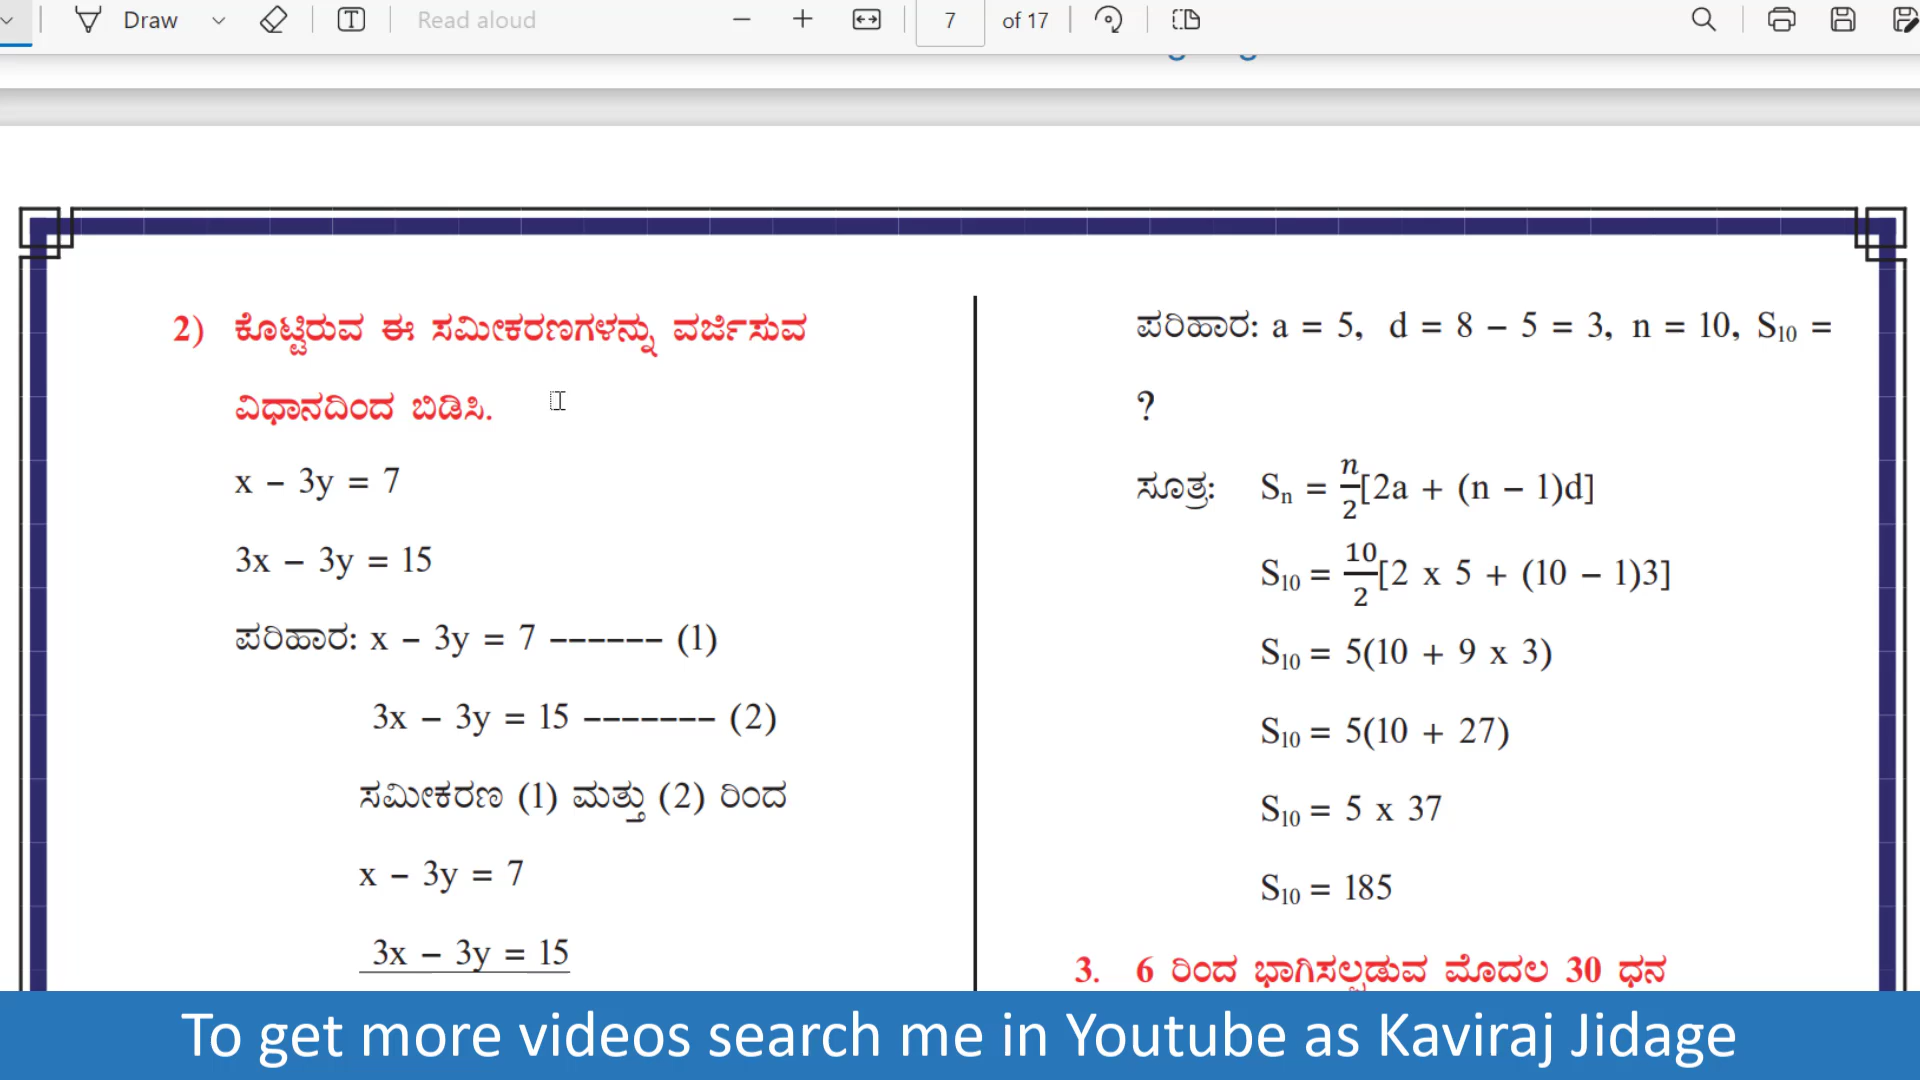 Draw
Read aloud
7 of 17
2) ಕೊಟ್ಟಿರುವ ಈ ಸಮೀಕರಣಗಳನ್ನು ವರ್ಜಿಸುವ
ವಿಧಾನದಿಂದ ಬಿಡಿಸಿ.
x − 3y = 7
3x − 3y = 15
ಪರಿಹಾರ: x − 3y = 7 ------ (1)
3x − 3y = 15 ------- (2)
ಸಮೀಕರಣ (1) ಮತ್ತು (2) ರಿಂದ
x − 3y = 7
3x − 3y = 15
ಪರಿಹಾರ: a = 5, d = 8 − 5 = 3, n = 10, S₁₀ =
?
ಸೂತ್ರ: Sₙ = n/2[2a + (n − 1)d]
S₁₀ = 10/2[2 x 5 + (10 − 1)3]
S₁₀ = 5(10 + 9 x 3)
S₁₀ = 5(10 + 27)
S₁₀ = 5 x 37
S₁₀ = 185
3. 6 ರಿಂದ ಭಾಗಿಸಲ್ಪಡುವ ಮೊದಲ 30 ಧನ
To get more videos search me in Youtube as Kaviraj Jidage